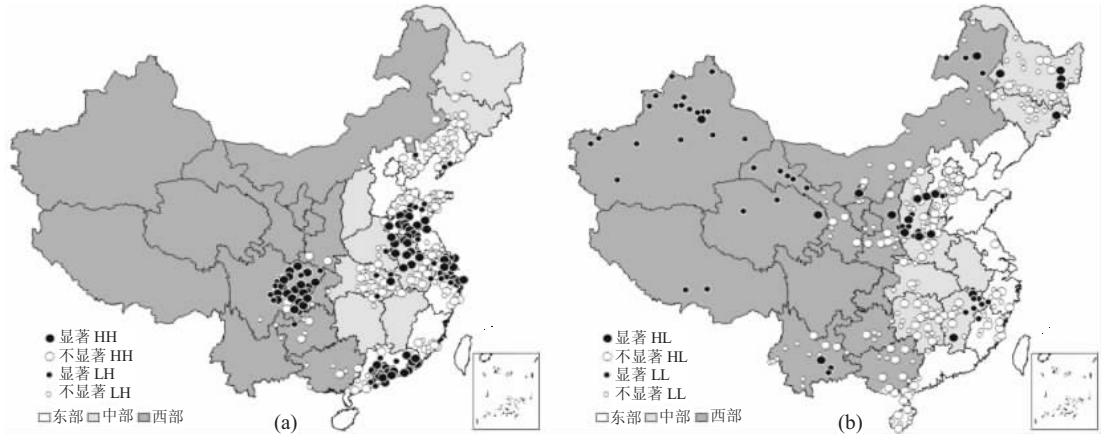 显著 HH
不显著 HH
显著 LH
不显著 LH
东部 中部 西部
(a)
显著 HL
不显著 HL
显著 LL
不显著 LL
东部 中部 西部
(b)